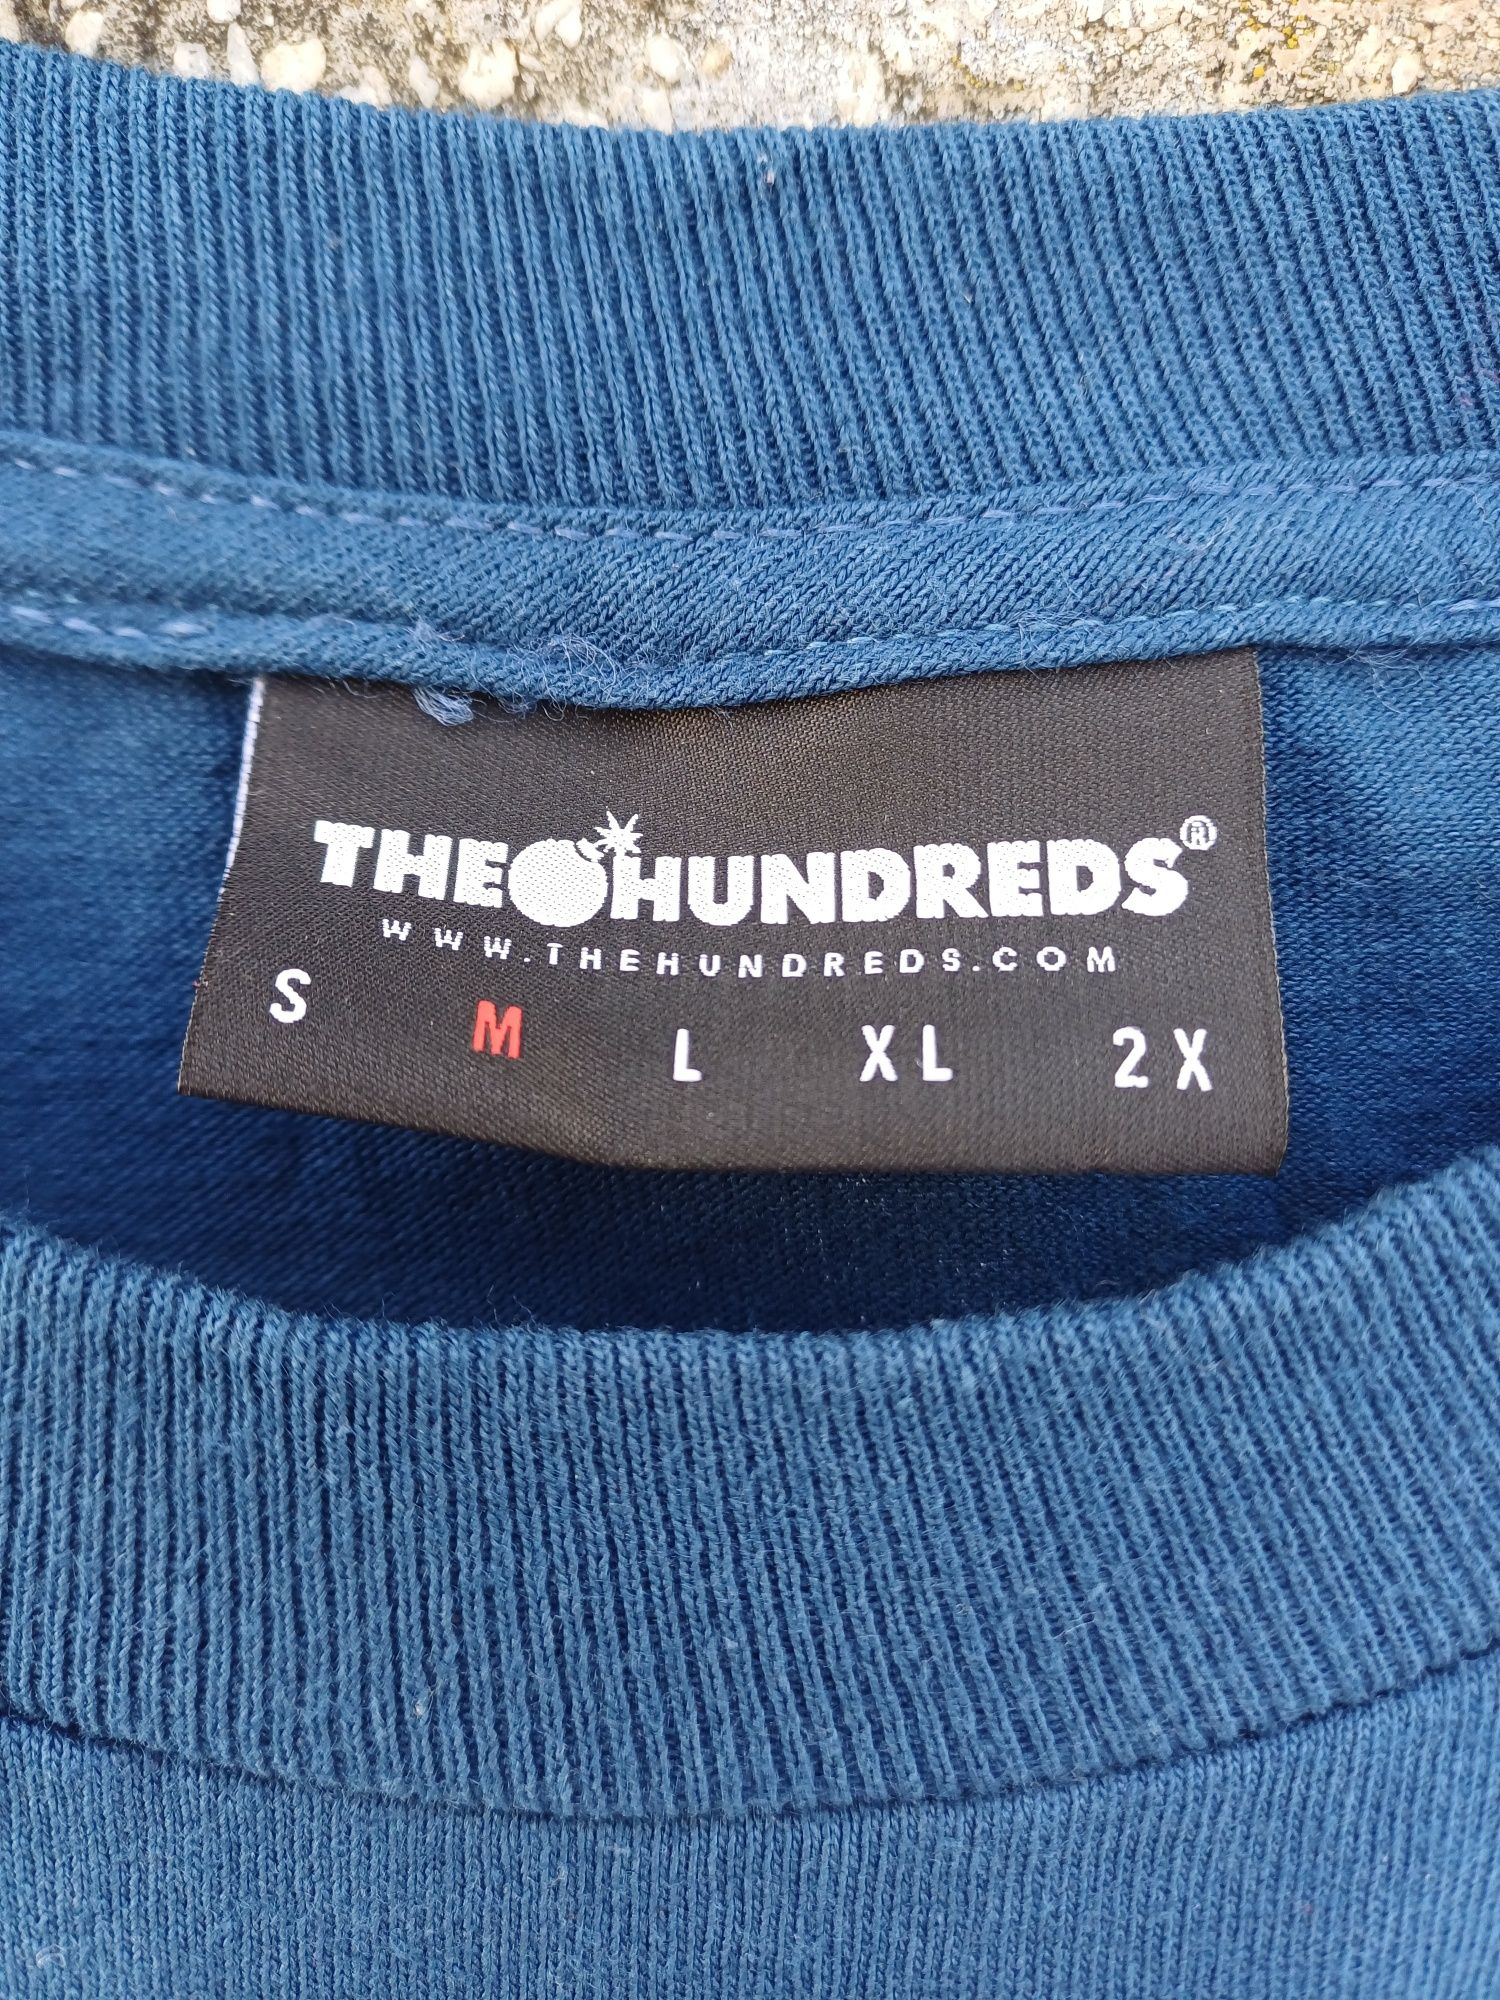 THE HUNDREDS®
WWW.THEHUNDREDS.COM
S M L XL 2X